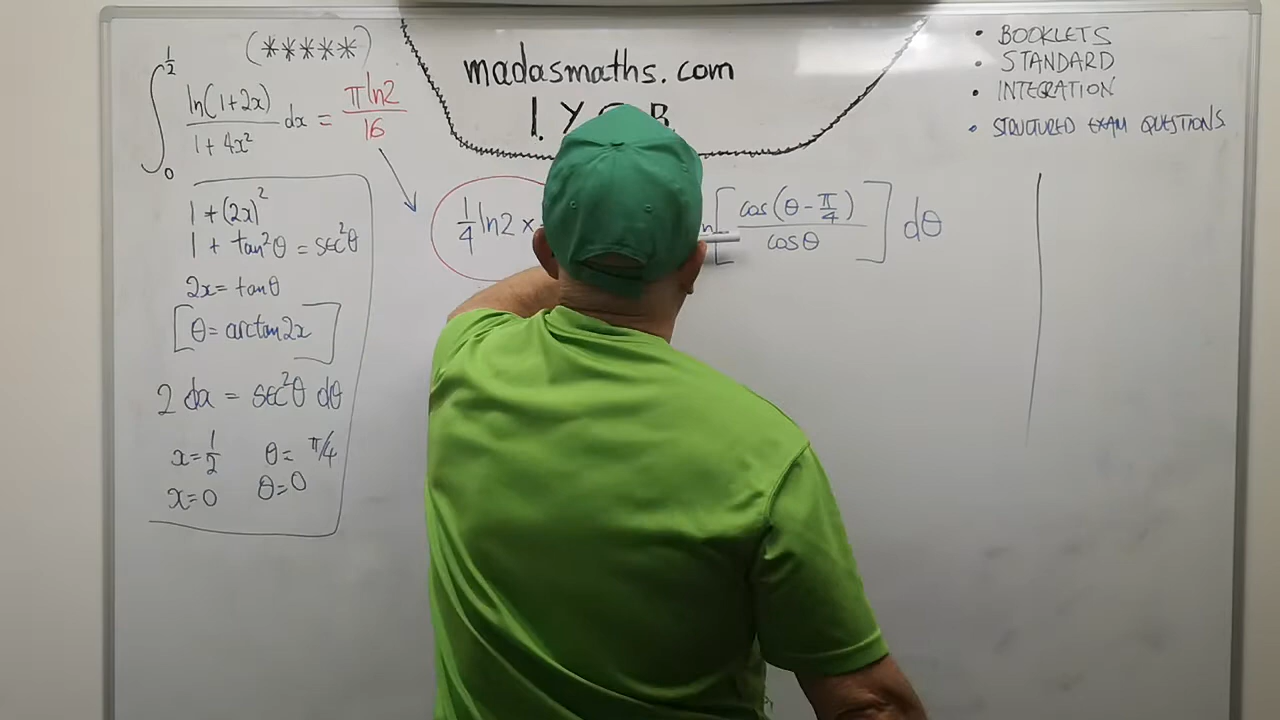 (*****)
∫₀^½ ln(1+2x)/(1+4x²) dx = πln2/16
madasmaths.com
I. Y
B
• BOOKLETS
• STANDARD
• INTEGRATION
• STRUCTURED EXAM QUESTIONS
1+(2x)²
1 + tan²θ = sec²θ
2x = tanθ
[θ = arctan2x]
2 dx = sec²θ dθ
x=½ θ= π/4
x=0 θ=0
¼ ln2 ×
[cos(θ-π/4)/cosθ] dθ